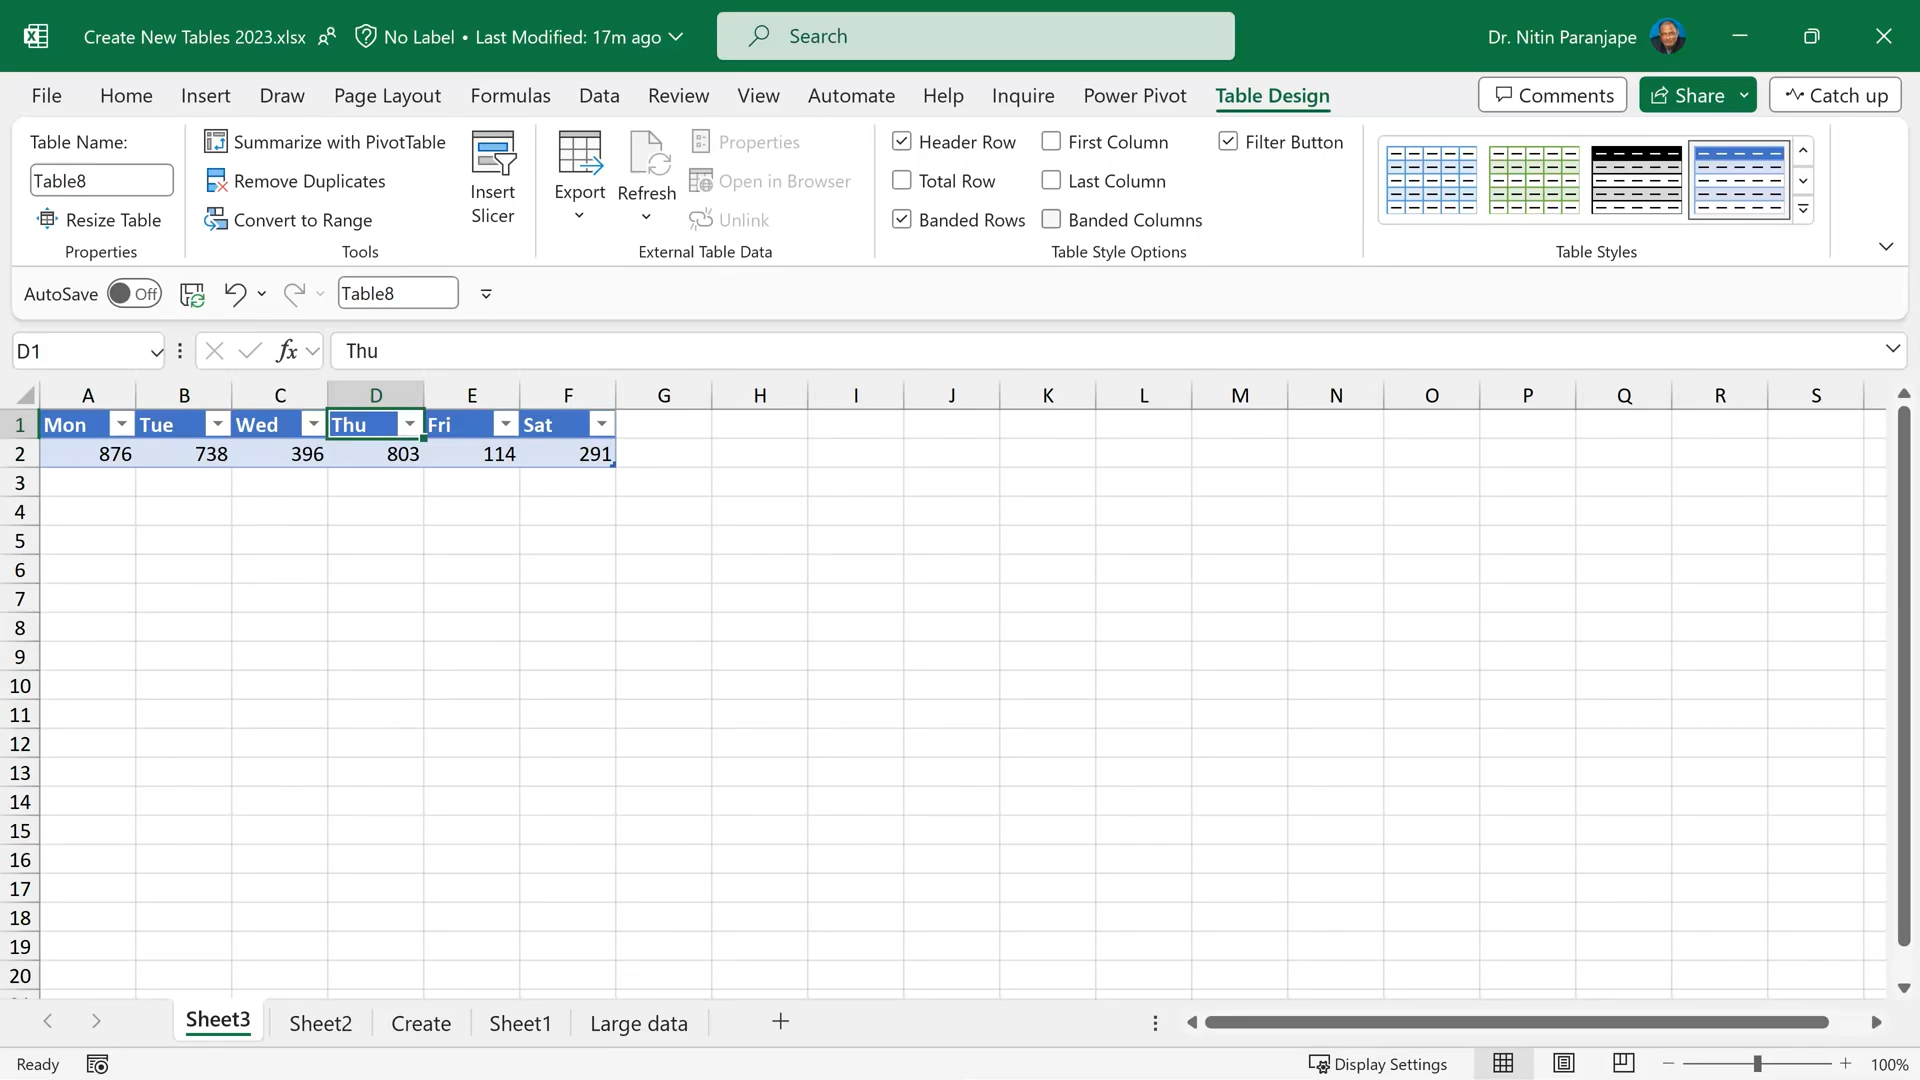 Create New Tables 2023.xlsx No Label • Last Modified: 17m ago Search Dr. Nitin Paranjape
File Home Insert Draw Page Layout Formulas Data Review View Automate Help Inquire Power Pivot Table Design Comments Share Catch up
Table Name:
Table8
Resize Table
Properties
Summarize with PivotTable
Remove Duplicates
Convert to Range
Insert
Slicer
Tools
Export
Refresh
Properties
Open in Browser
Unlink
External Table Data
Header Row First Column Filter Button
Total Row Last Column
Banded Rows Banded Columns
Table Style Options
Table Styles
AutoSave Off Table8
D1 fx Thu
A B C D E F G H I J K L M N O P Q R S
1 Mon Tue Wed Thu Fri Sat
2 876 738 396 803 114 291
3
4
5
6
7
8
9
10
11
12
13
14
15
16
17
18
19
20
Sheet3 Sheet2 Create Sheet1 Large data
Ready Display Settings 100%